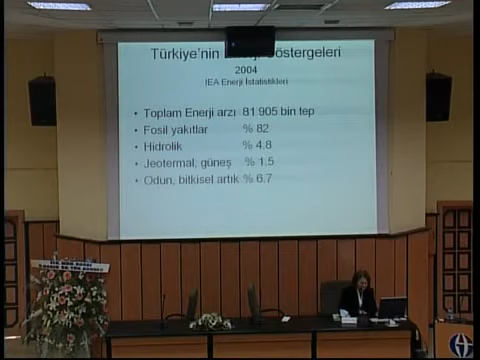 Türkiye'nin Göstergeleri
2004
IEA Enerji İstatistikleri
• Toplam Enerji arzı 81 905 bin tep
• Fosil yakıtlar % 82
• Hidrolik % 4.8
• Jeotermal, güneş % 1.5
• Odun, bitkisel artık % 6.7